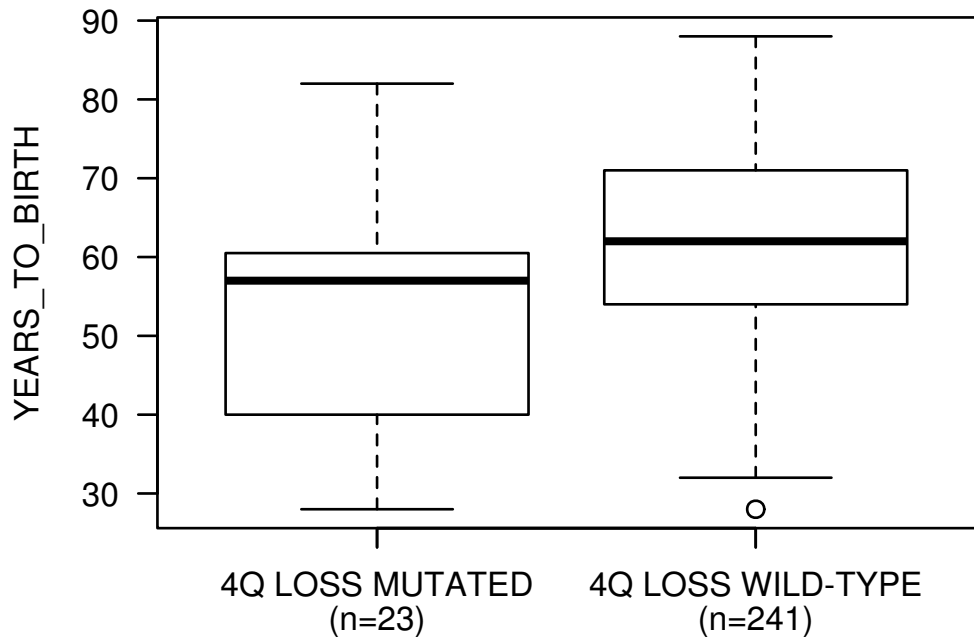 YEARS_TO_BIRTH
90
80
70
60
50
40
30
4Q LOSS MUTATED
(n=23)
4Q LOSS WILD-TYPE
(n=241)